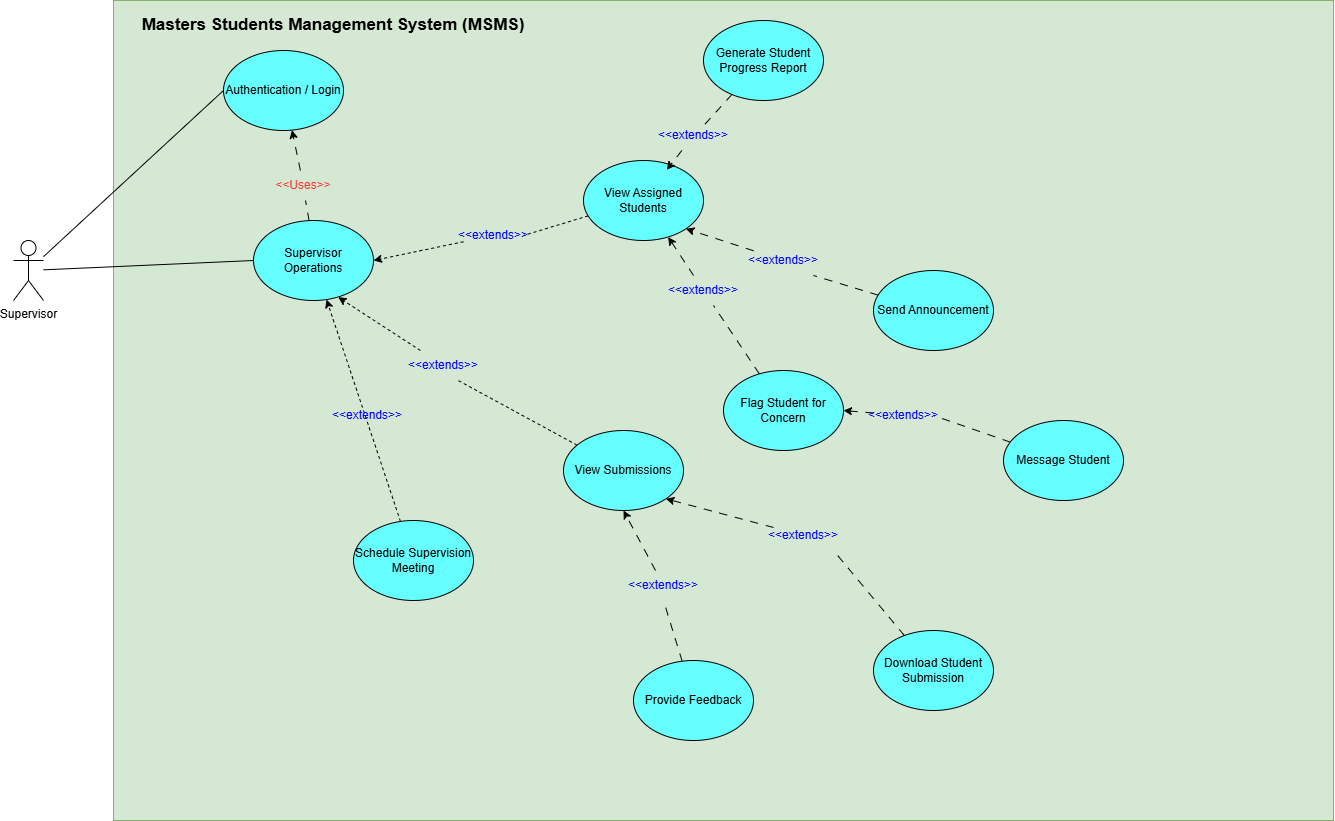 Masters Students Management System (MSMS)
Generate Student
Progress Report
Authentication / Login
<<extends>>
<<Uses>>
View Assigned
Students
<<extends>>
Supervisor
Operations
<<extends>>
<<extends>>
Supervisor
Send Announcement
<<extends>>
<<extends>>
Flag Student for
Concern
<<extends>>
<<extends>>
Message Student
View Submissions
<<extends>>
Schedule Supervision
Meeting
<<extends>>
Download Student
Submission
Provide Feedback